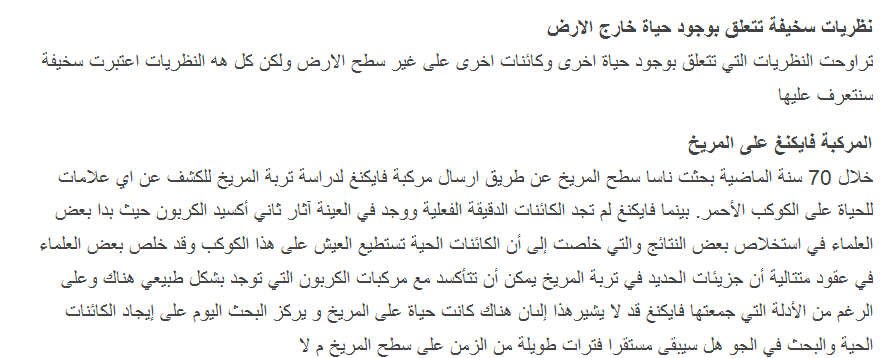 نظريات سخيفة تتعلق بوجود حياة خارج الارض
تراوحت النظريات التي تتعلق بوجود حياة اخرى وكائنات اخرى على غير سطح الارض ولكن كل هه النظريات اعتبرت سخيفة
سنتعرف عليها
المركبة فايكنغ على المريخ
خلال 70 سنة الماضية بحثت ناسا سطح المريخ عن طريق ارسال مركبة فايكنغ لدراسة تربة المريخ للكشف عن اي علامات
للحياة على الكوكب الأحمر. بينما فايكنغ لم تجد الكائنات الدقيقة الفعلية ووجد في العينة آثار ثاني أكسيد الكربون حيث بدا بعض
العلماء في استخلاص بعض النتائج والتي خلصت إلى أن الكائنات الحية تستطيع العيش على هذا الكوكب وقد خلص بعض العلماء
في عقود متتالية أن جزيئات الحديد في تربة المريخ يمكن أن تتأكسد مع مركبات الكربون التي توجد بشكل طبيعي هناك وعلى
الرغم من الأدلة التي جمعتها فايكنغ قد لا يشيرهذا إلىان هناك كانت حياة على المريخ و يركز البحث اليوم على إيجاد الكائنات
الحية والبحث في الجو هل سيبقى مستقرا فترات طويلة من الزمن على سطح المريخ م لا